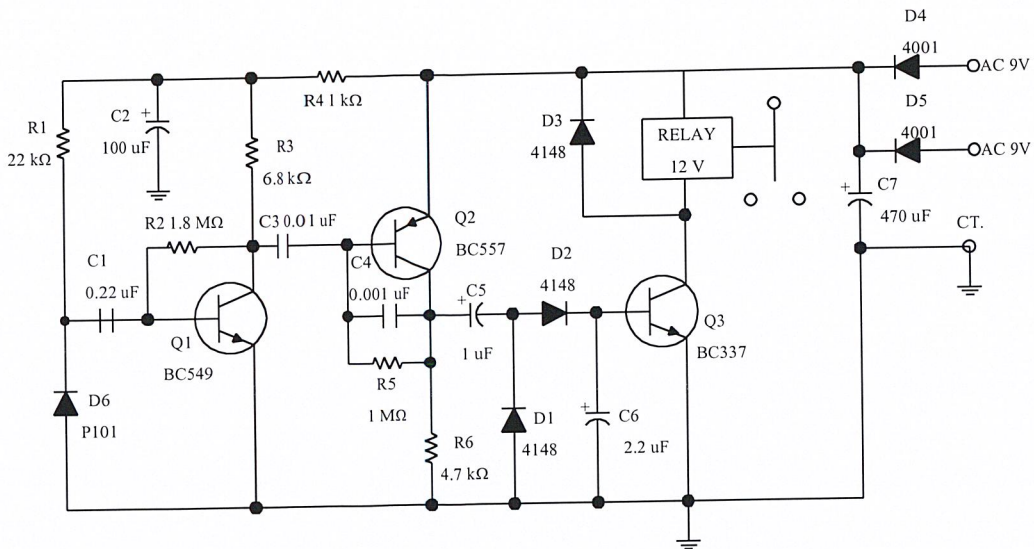 D4
4001
AC 9V
D5
4001
AC 9V
R4 1 kΩ
C2
+
100 uF
R1
22 kΩ
R3
6.8 kΩ
D3
4148
RELAY
12 V
+
C7
470 uF
CT.
R2 1.8 MΩ
C3 0.01 uF
Q2
BC557
C1
0.22 uF
C4
0.001 uF
+
C5
1 uF
D2
4148
Q1
BC549
Q3
BC337
R5
1 MΩ
D6
P101
D1
4148
+
C6
2.2 uF
R6
4.7 kΩ